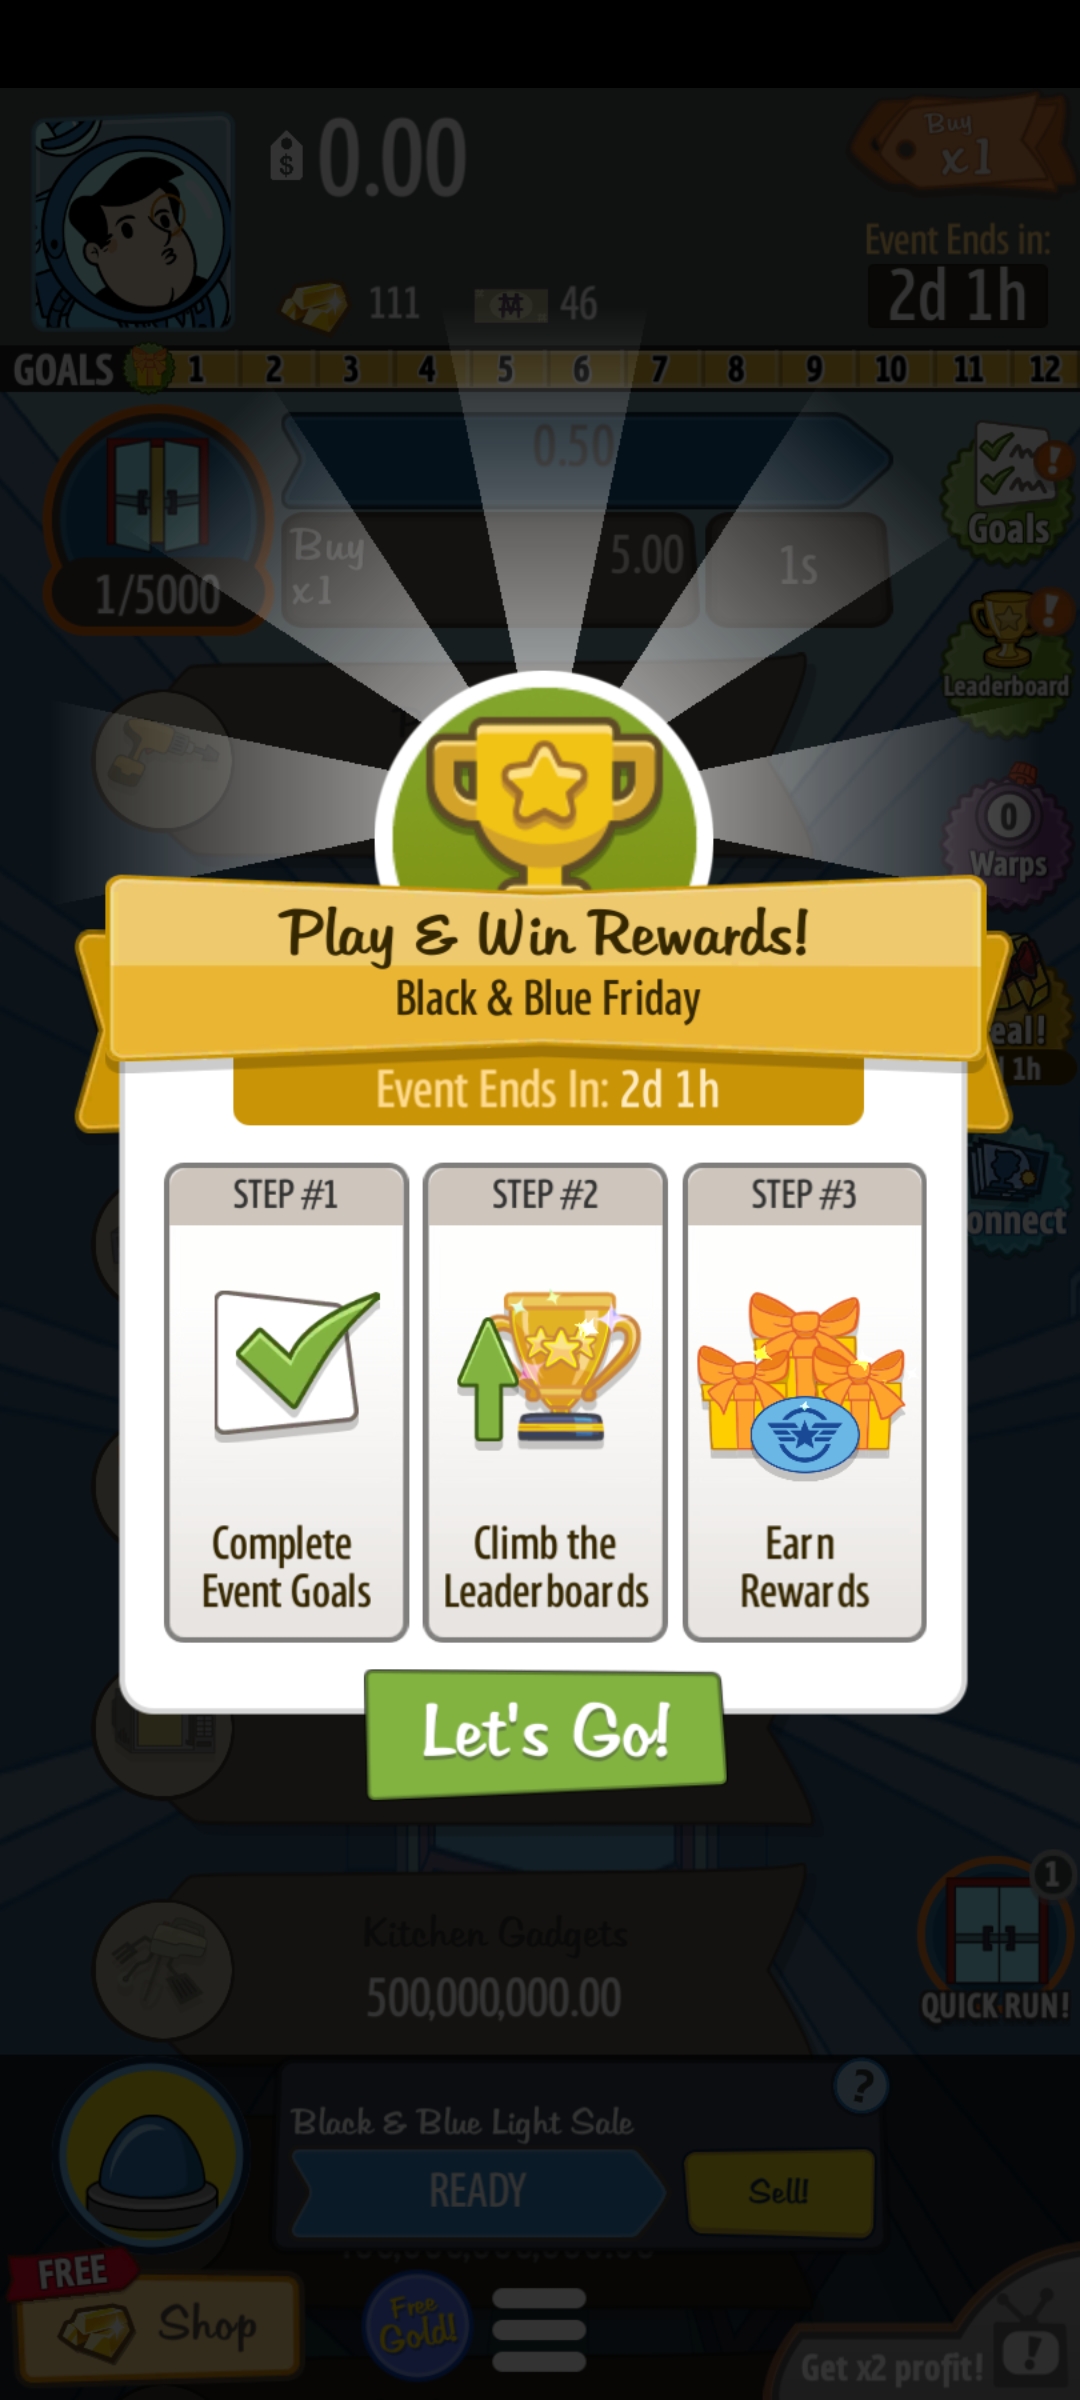 0.00
Buy
x1
$
Event Ends in:
2d 1h
111
46
GOALS 1 2 3 4 5 6 7 8 9 10 11 12
0.50
Buy
x1
5.00
1s
1/5000
Goals
Leaderboard
0
Warps
Play & Win Rewards!
Black & Blue Friday
eal!
1h
Event Ends In: 2d 1h
STEP #1
STEP #2
STEP #3
onnect
Complete
Event Goals
Climb the
Leaderboards
Earn
Rewards
Let's Go!
1
QUICK RUN!
Kitchen Gadgets
500,000,000.00
?
Black & Blue Light Sale
READY
Sell!
FREE
Shop
Free
Gold!
Get x2 profit!